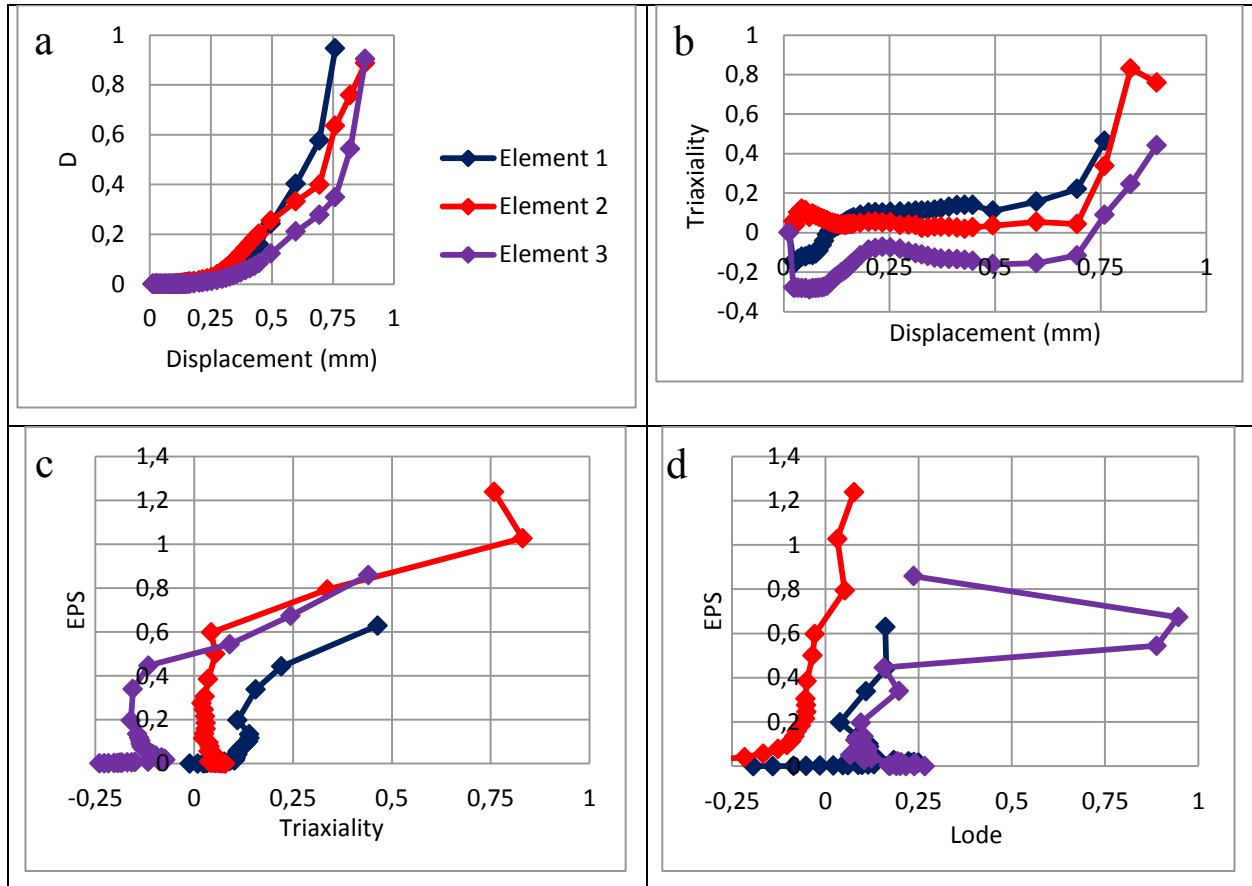 a
1
0,8
0,6
0,4
0,2
0
D
0 0,25 0,5 0,75 1
Displacement (mm)
Element 1
Element 2
Element 3
b
1
0,8
0,6
0,4
0,2
0
-0,2
-0,4
Triaxiality
0 0,25 0,5 0,75 1
Displacement (mm)
c
1,4
1,2
1
0,8
0,6
0,4
0,2
0
EPS
-0,25 0 0,25 0,5 0,75 1
Triaxiality
d
1,4
1,2
1
0,8
0,6
0,4
0,2
0
EPS
-0,25 0 0,25 0,5 0,75 1
Lode